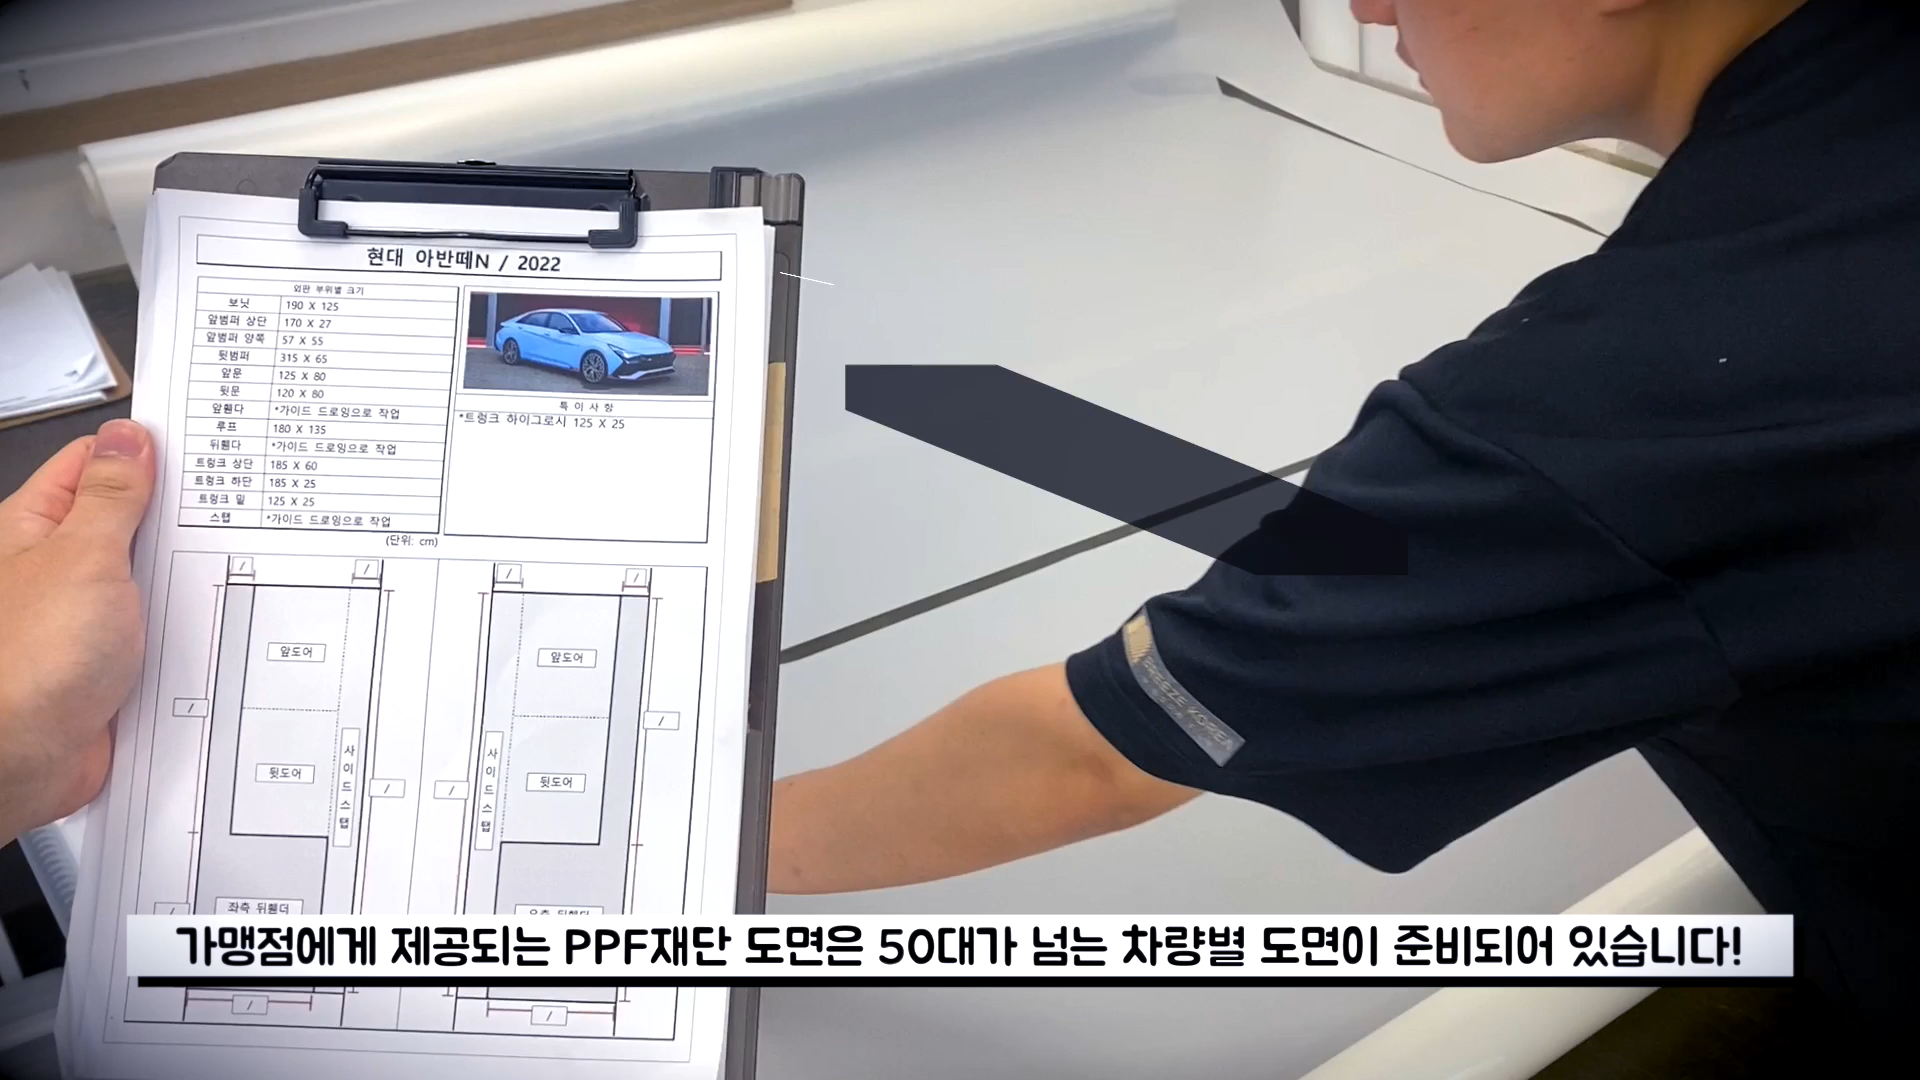 현대 아반떼N / 2022
외판 부위별 크기
보닛 190 X 125
앞범퍼 상단 170 X 27
앞범퍼 양쪽 57 X 55
뒷범퍼 315 X 65
앞문 125 X 80
뒷문 120 X 80
앞휀다 *가이드 드로잉으로 작업
루프 180 X 135
뒤휀다 *가이드 드로잉으로 작업
트렁크 상단 185 X 60
트렁크 하단 185 X 25
트렁크 밑 125 X 25
스텝 *가이드 드로잉으로 작업
(단위: cm)
특 이 사 항
*트렁크 하이그로시 125 X 25
/ / / /
앞도어 앞도어
/ /
뒷도어 사이드스텝 / / 사이드스텝 뒷도어
/ 좌측 뒤휀더
/ /
BREEZE KOREA
가맹점에게 제공되는 PPF재단 도면은 50대가 넘는 차량별 도면이 준비되어 있습니다!